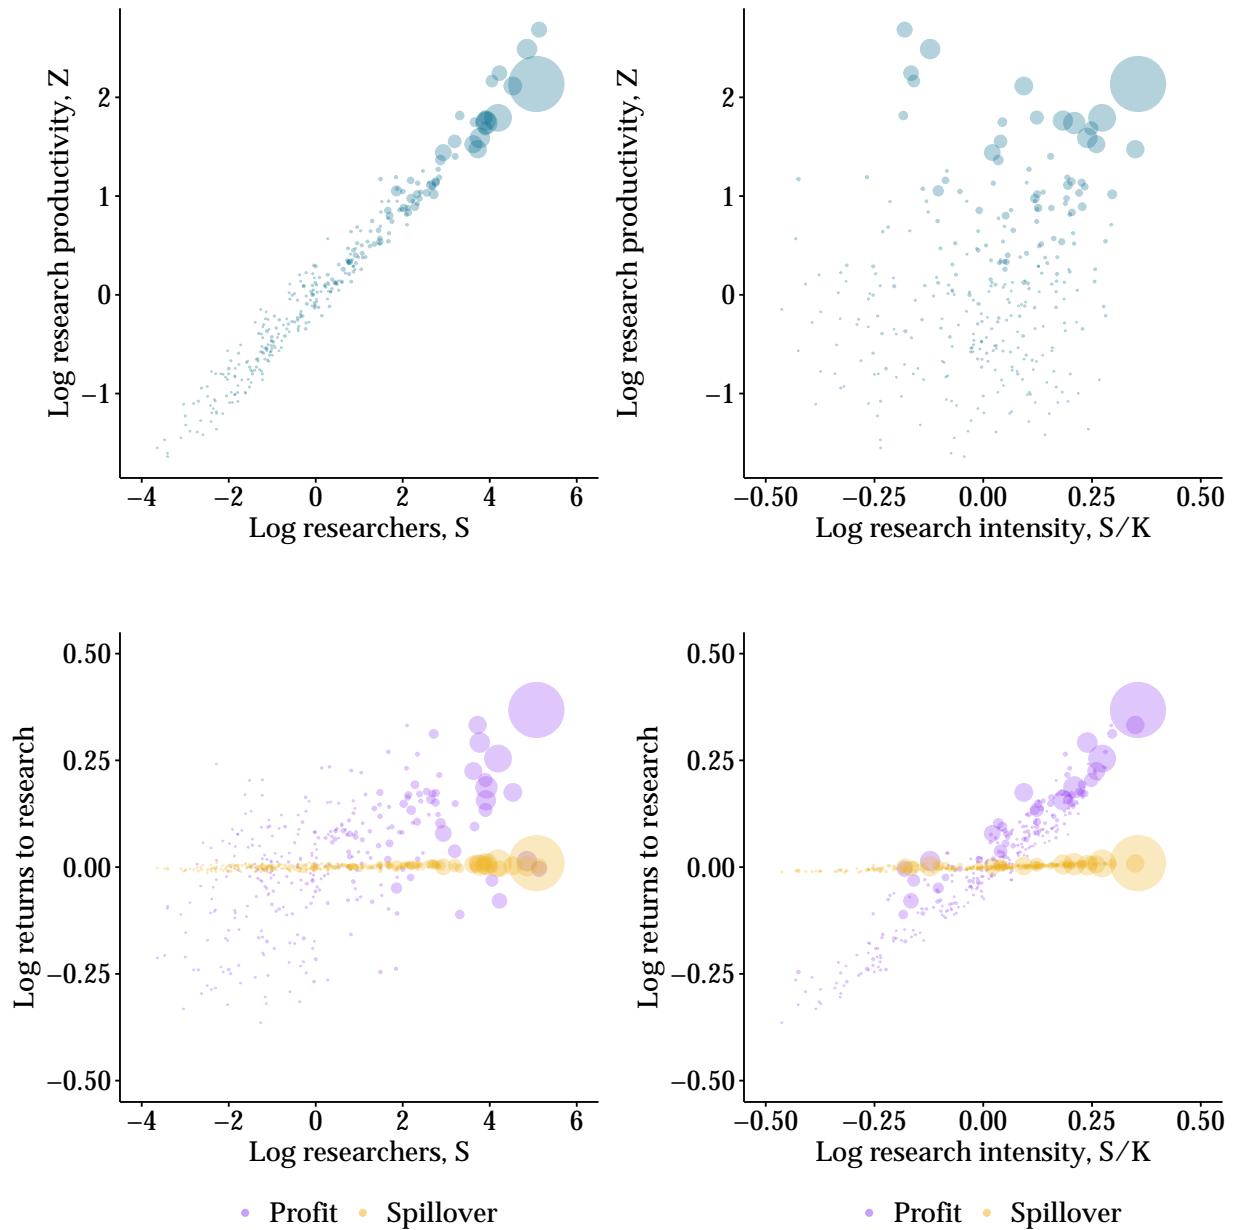 Log research productivity, Z
2
1
0
−1
−4 −2 0 2 4 6
Log researchers, S
Log research productivity, Z
2
1
0
−1
−0.50 −0.25 0.00 0.25 0.50
Log research intensity, S/K
Log returns to research
0.50
0.25
0.00
−0.25
−0.50
−4 −2 0 2 4 6
Log researchers, S
Profit Spillover
Log returns to research
0.50
0.25
0.00
−0.25
−0.50
−0.50 −0.25 0.00 0.25 0.50
Log research intensity, S/K
Profit Spillover